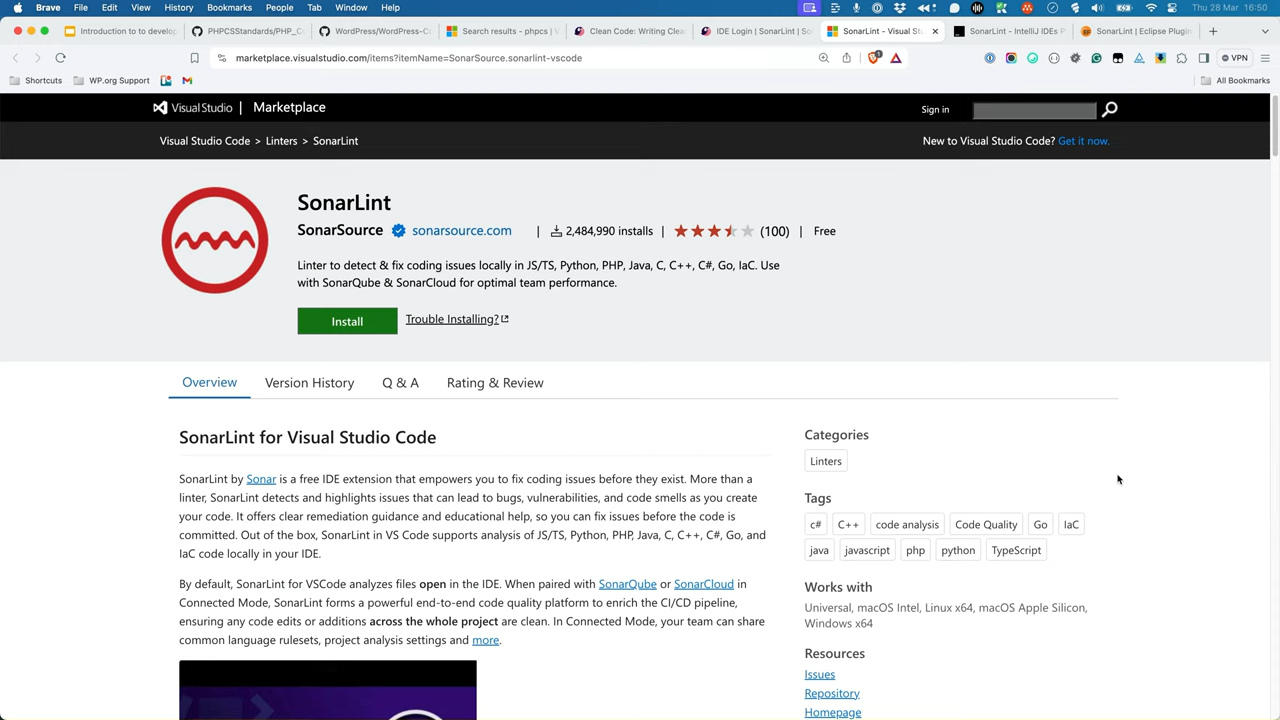 Brave File Edit View History Bookmarks People Tab Window Help
Thu 28 Mar 16:50
Introduction to develop
PHPCSStandards/PHP_C
WordPress/WordPress-C
Search results - phpcs | V
Clean Code: Writing Clea
IDE Login | SonarLint | So
SonarLint - Visual St
SonarLint - IntelliJ IDEs P
SonarLint | Eclipse Plugin
marketplace.visualstudio.com/items?itemName=SonarSource.sonarlint-vscode
VPN
Shortcuts
WP.org Support
All Bookmarks
Visual Studio | Marketplace
Sign in
Visual Studio Code > Linters > SonarLint
New to Visual Studio Code? Get it now.
SonarLint
SonarSource sonarsource.com | 2,484,990 installs | (100) | Free
Linter to detect & fix coding issues locally in JS/TS, Python, PHP, Java, C, C++, C#, Go, IaC. Use
with SonarQube & SonarCloud for optimal team performance.
Install
Trouble Installing?
Overview
Version History
Q & A
Rating & Review
SonarLint for Visual Studio Code
SonarLint by Sonar is a free IDE extension that empowers you to fix coding issues before they exist. More than a
linter, SonarLint detects and highlights issues that can lead to bugs, vulnerabilities, and code smells as you create
your code. It offers clear remediation guidance and educational help, so you can fix issues before the code is
committed. Out of the box, SonarLint in VS Code supports analysis of JS/TS, Python, PHP, Java, C, C++, C#, Go, and
IaC code locally in your IDE.
By default, SonarLint for VSCode analyzes files open in the IDE. When paired with SonarQube or SonarCloud in
Connected Mode, SonarLint forms a powerful end-to-end code quality platform to enrich the CI/CD pipeline,
ensuring any code edits or additions across the whole project are clean. In Connected Mode, your team can share
common language rulesets, project analysis settings and more.
Categories
Linters
Tags
c# C++ code analysis Code Quality Go IaC
java javascript php python TypeScript
Works with
Universal, macOS Intel, Linux x64, macOS Apple Silicon,
Windows x64
Resources
Issues
Repository
Homepage